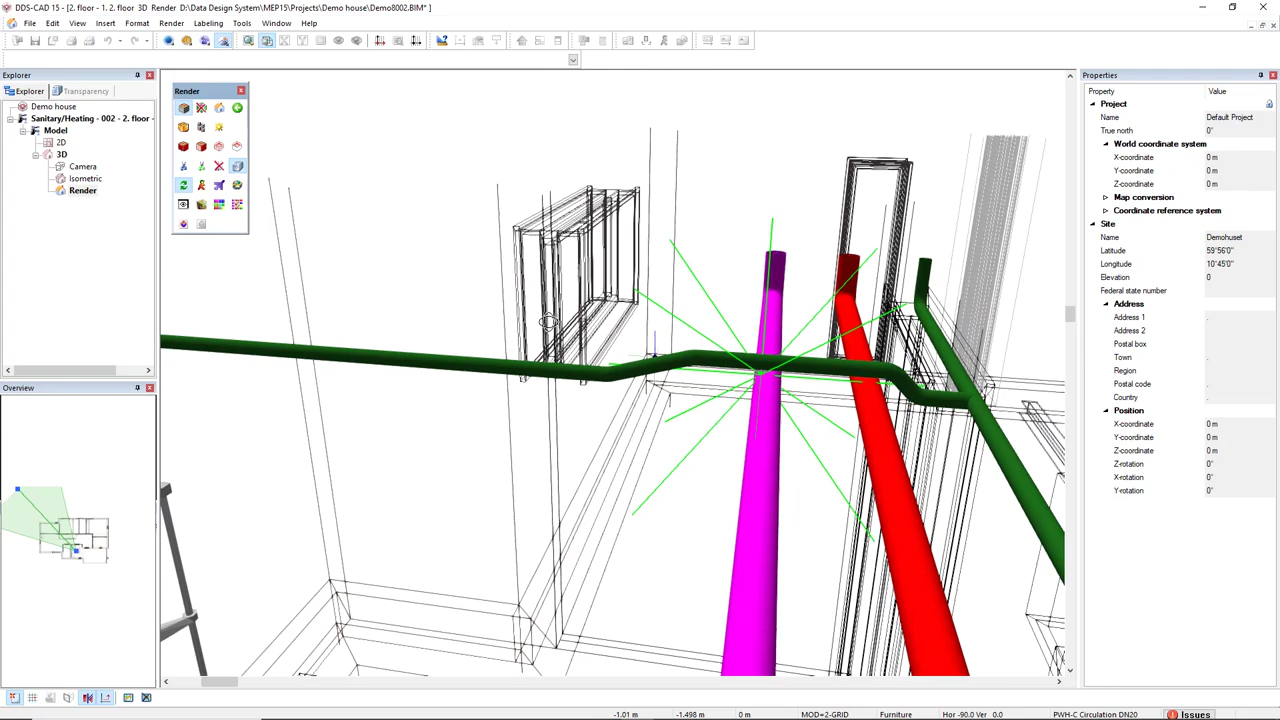 DDS-CAD 15 - [2. floor - 1. 2. floor  3D  Render  D:\Data Design System\MEP15\Projects\Demo house\Demo8002.BIM* ]
File Edit View Insert Format Render Labeling Tools Window Help
Explorer
Explorer Transparency
Demo house
Sanitary/Heating - 002 - 2. floor -
Model
2D
3D
Camera
Isometric
Render
Overview
Render
Properties
Property Value
Project
Name Default Project
True north 0°
World coordinate system
X-coordinate 0 m
Y-coordinate 0 m
Z-coordinate 0 m
Map conversion
Coordinate reference system
Site
Name Demohuset
Latitude 59°56'0"
Longitude 10°45'0"
Elevation 0
Federal state number
Address
Address 1 .
Address 2
Postal box
Town .
Region
Postal code .
Country .
Position
X-coordinate 0 m
Y-coordinate 0 m
Z-coordinate 0 m
Z-rotation 0°
X-rotation 0°
Y-rotation 0°
-1.01 m -1.498 m 0 m MOD=2-GRID Furniture Hor -90.0 Ver 0.0 PWH-C Circulation DN20 Issues